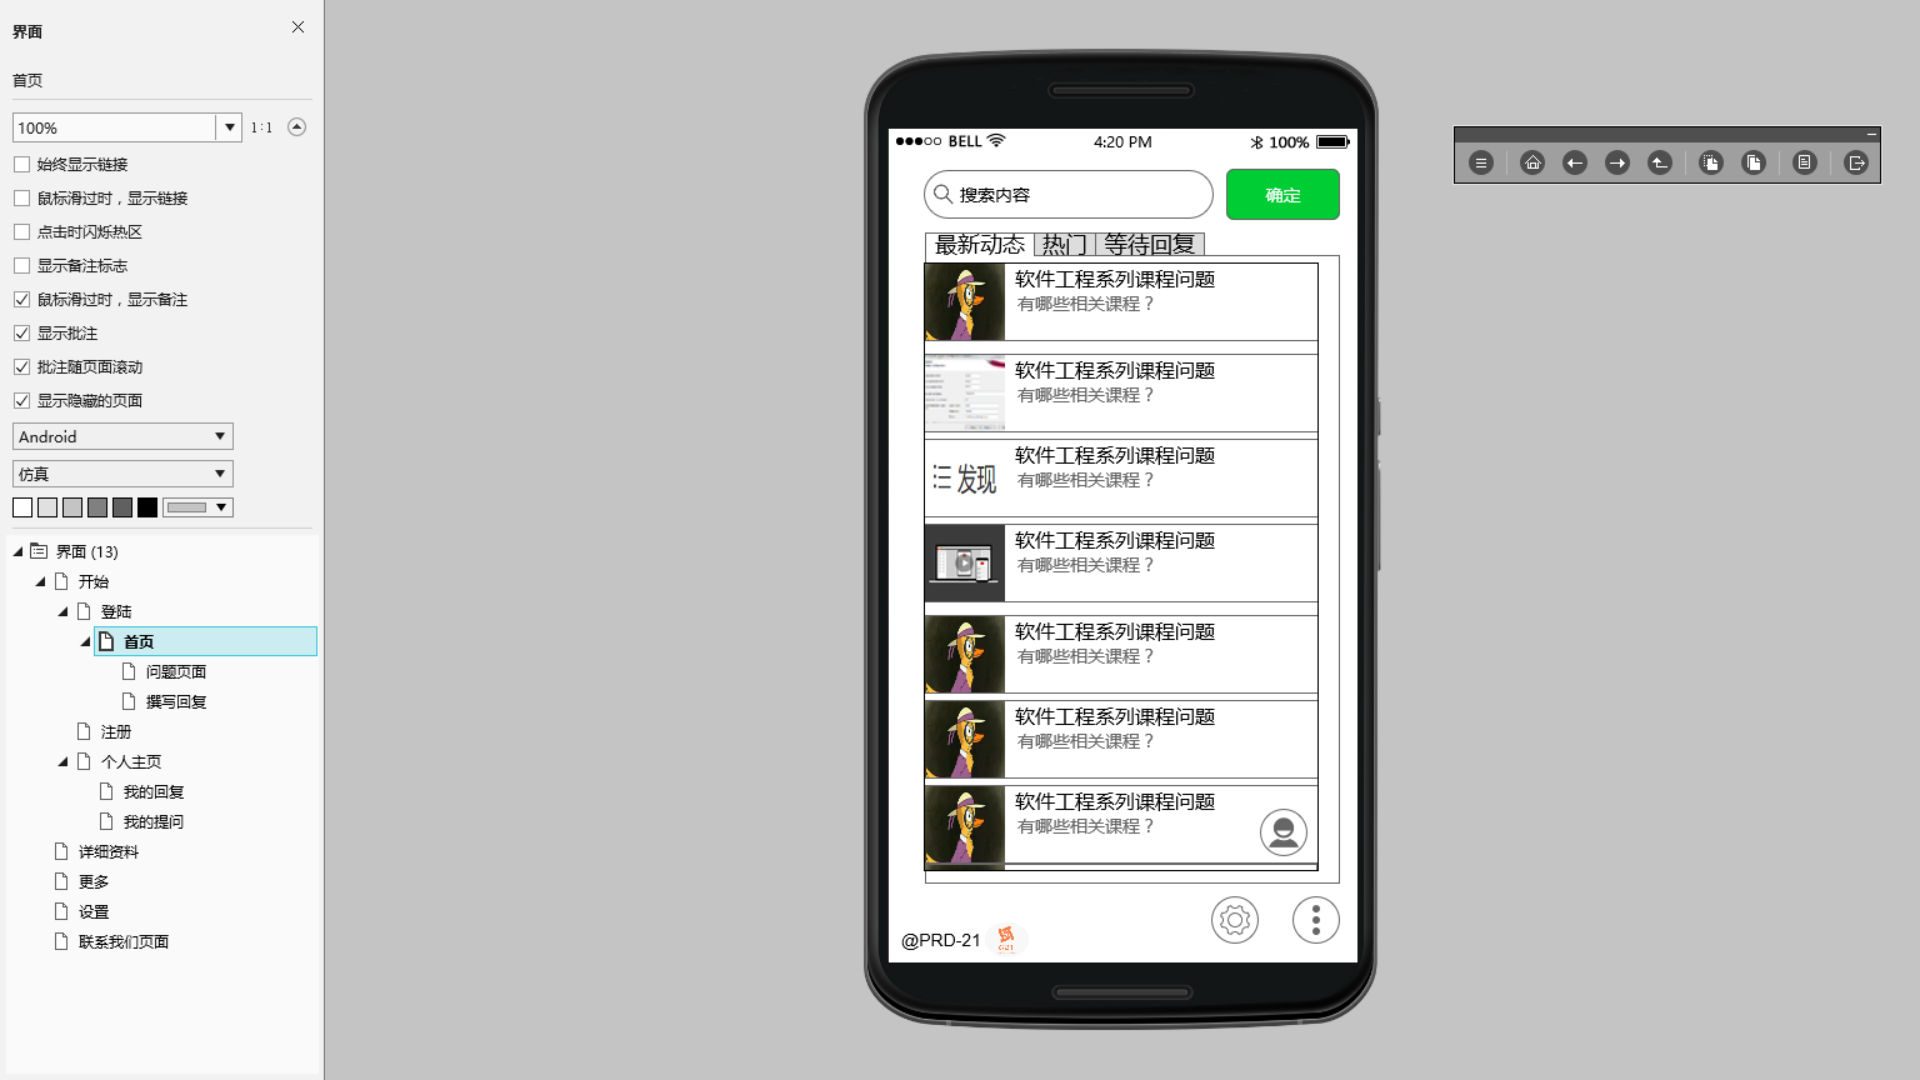 界面
首页
100%
1:1
始终显示链接
鼠标滑过时，显示链接
点击时闪烁热区
显示备注标志
鼠标滑过时，显示备注
显示批注
批注随页面滚动
显示隐藏的页面
Android
仿真
界面 (13)
开始
登陆
首页
问题页面
撰写回复
注册
个人主页
我的回复
我的提问
详细资料
更多
设置
联系我们页面
BELL 4:20 PM 100%
搜索内容 确定
最新动态 热门 等待回复
软件工程系列课程问题
有哪些相关课程？
软件工程系列课程问题
有哪些相关课程？
发现
软件工程系列课程问题
有哪些相关课程？
软件工程系列课程问题
有哪些相关课程？
软件工程系列课程问题
有哪些相关课程？
软件工程系列课程问题
有哪些相关课程？
软件工程系列课程问题
有哪些相关课程？
@PRD-21
G21